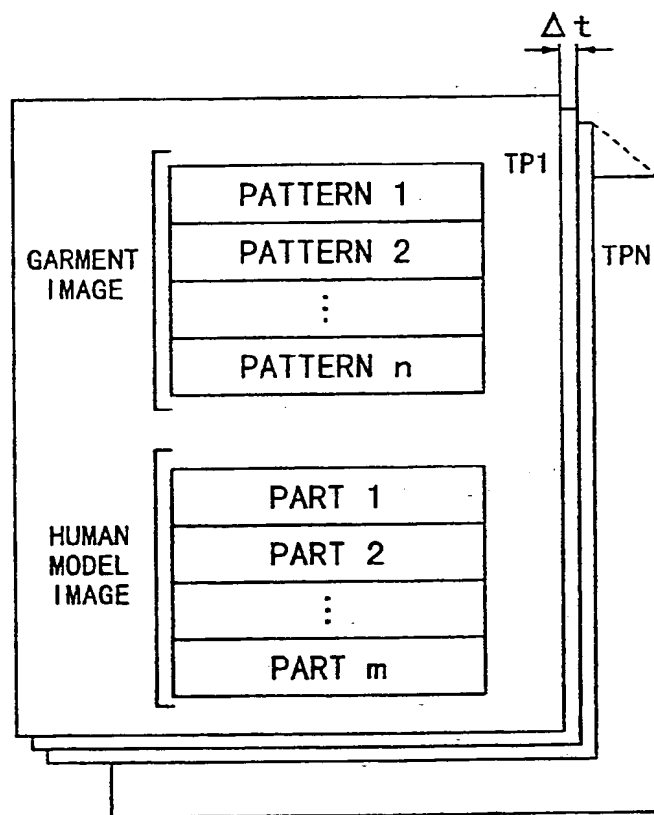 Δt
TP1
TPN
GARMENT
IMAGE
PATTERN 1
PATTERN 2
⋮
PATTERN n
HUMAN
MODEL
IMAGE
PART 1
PART 2
⋮
PART m